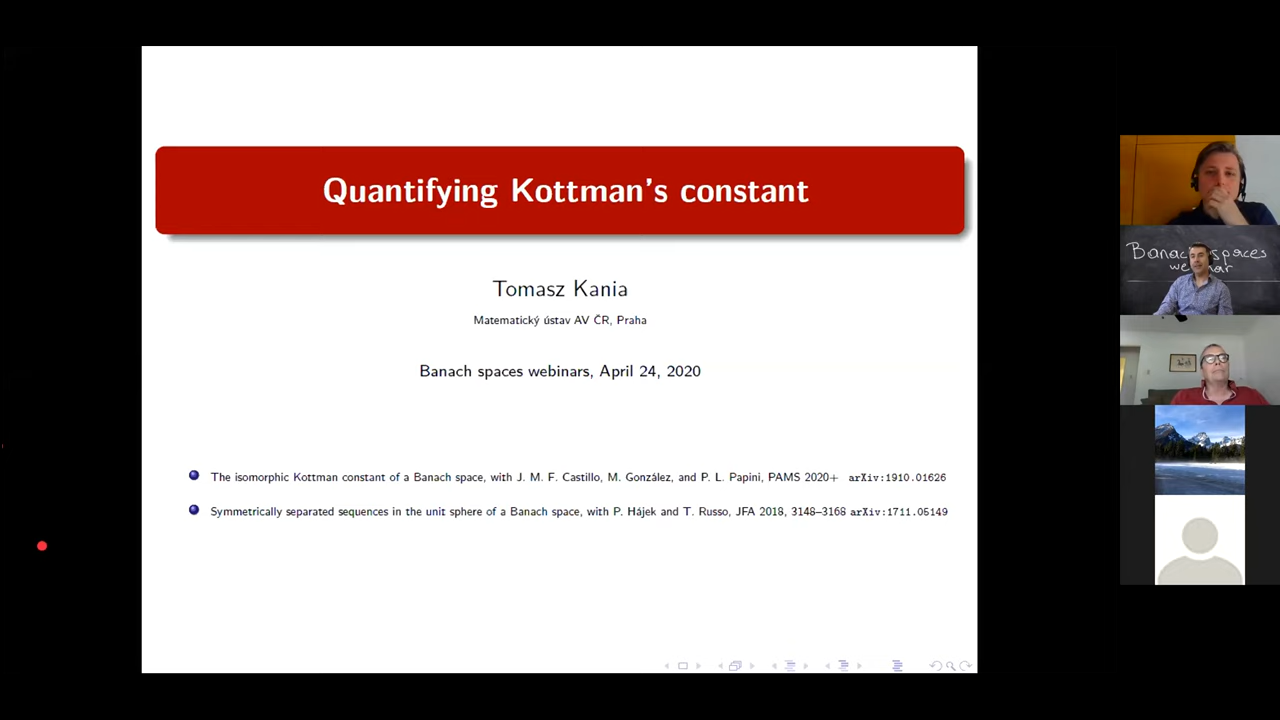 Quantifying Kottman's constant
Tomasz Kania
Matematický ústav AV ČR, Praha
Banach spaces webinars, April 24, 2020
The isomorphic Kottman constant of a Banach space, with J. M. F. Castillo, M. González, and P. L. Papini, PAMS 2020+ arXiv:1910.01626
Symmetrically separated sequences in the unit sphere of a Banach space, with P. Hájek and T. Russo, JFA 2018, 3148–3168 arXiv:1711.05149
Banach spaces